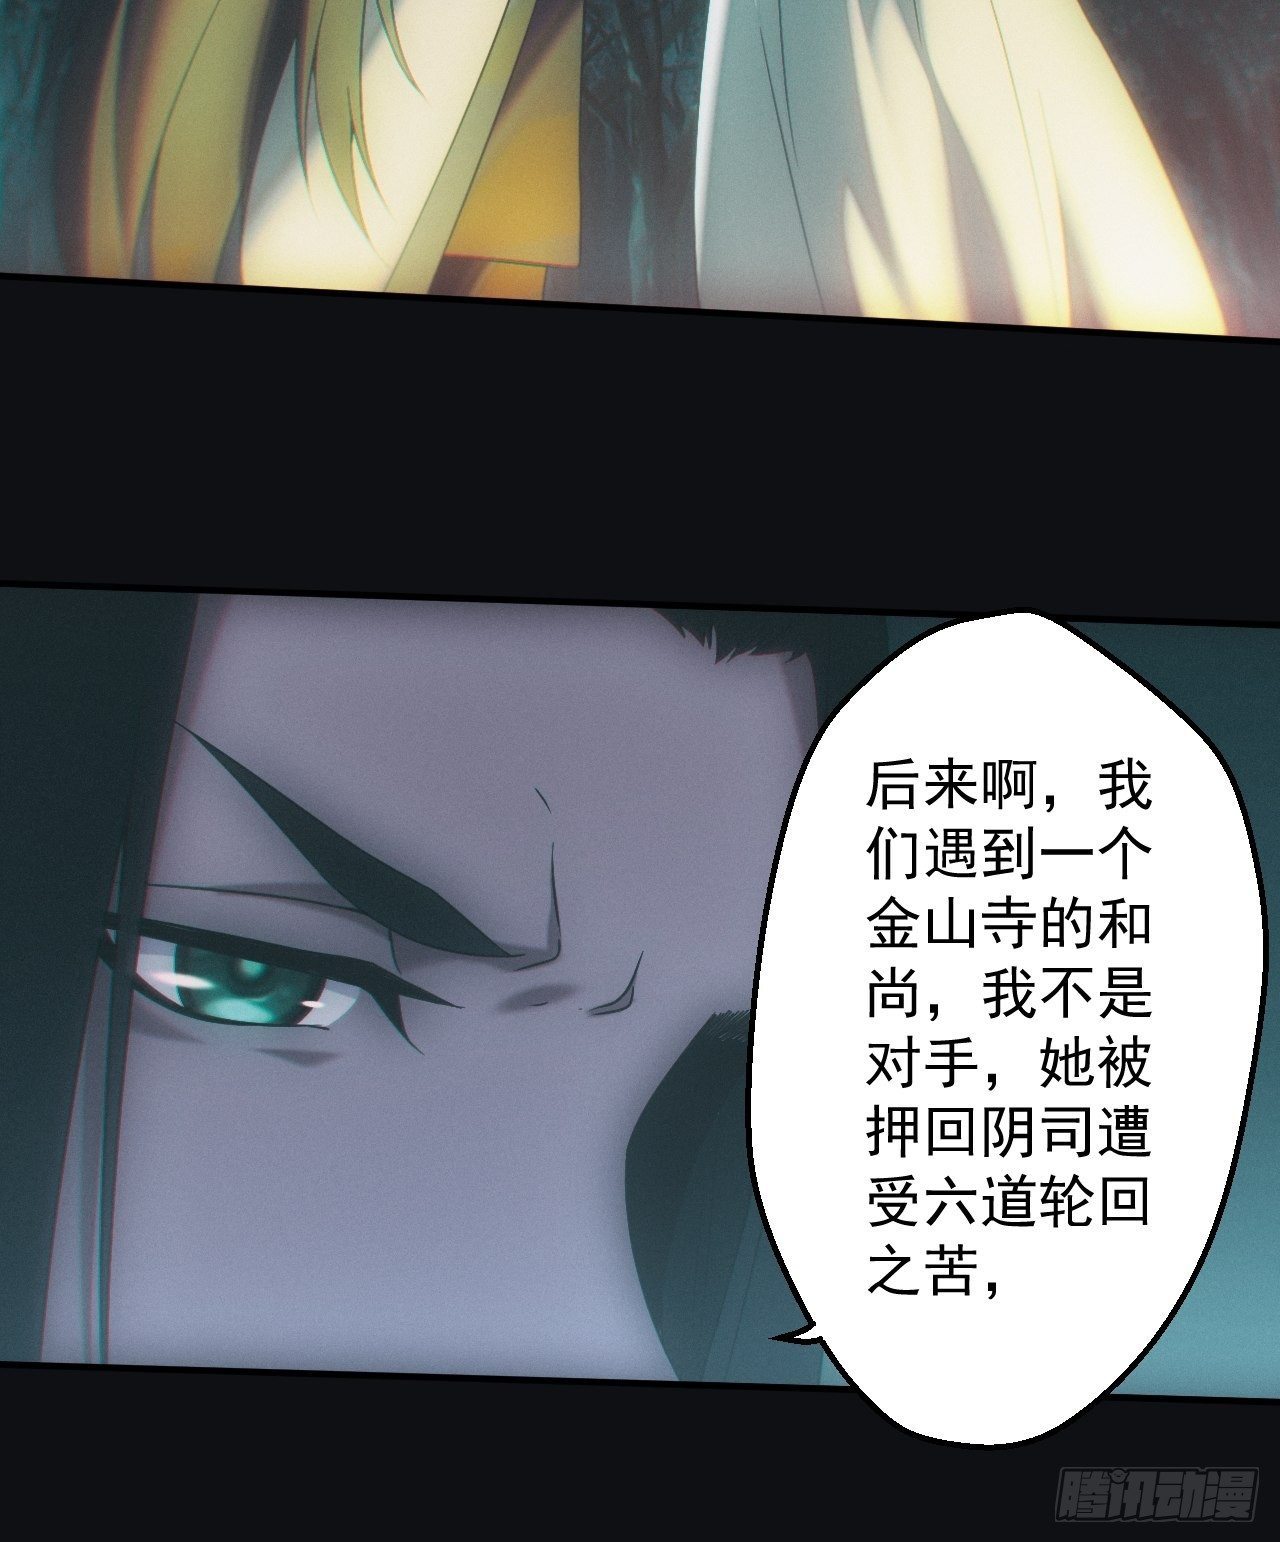 后来啊，我
们遇到一个
金山寺的和
尚，我不是
对手，她被
押回阴司遭
受六道轮回
之苦，
腾讯动漫